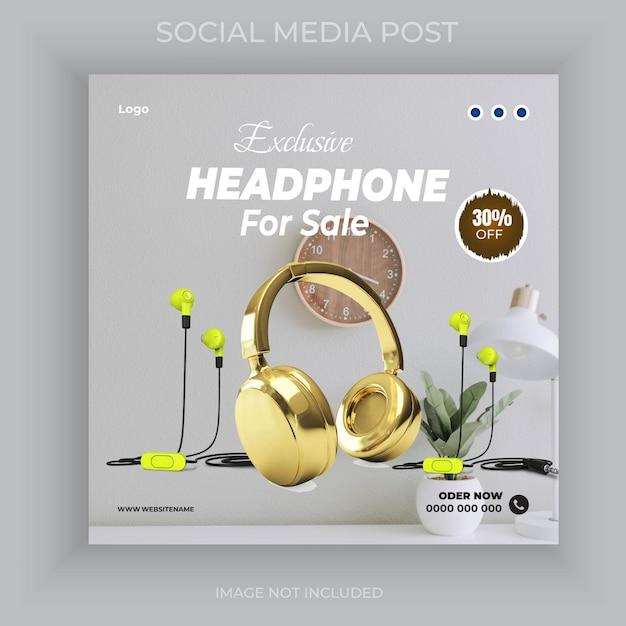 SOCIAL MEDIA POST
Logo
Exclusive
HEADPHONE
For Sale
30%
OFF
ODER NOW
0000 000 000
WWW.WEBSITENAME
IMAGE NOT INCLUDED